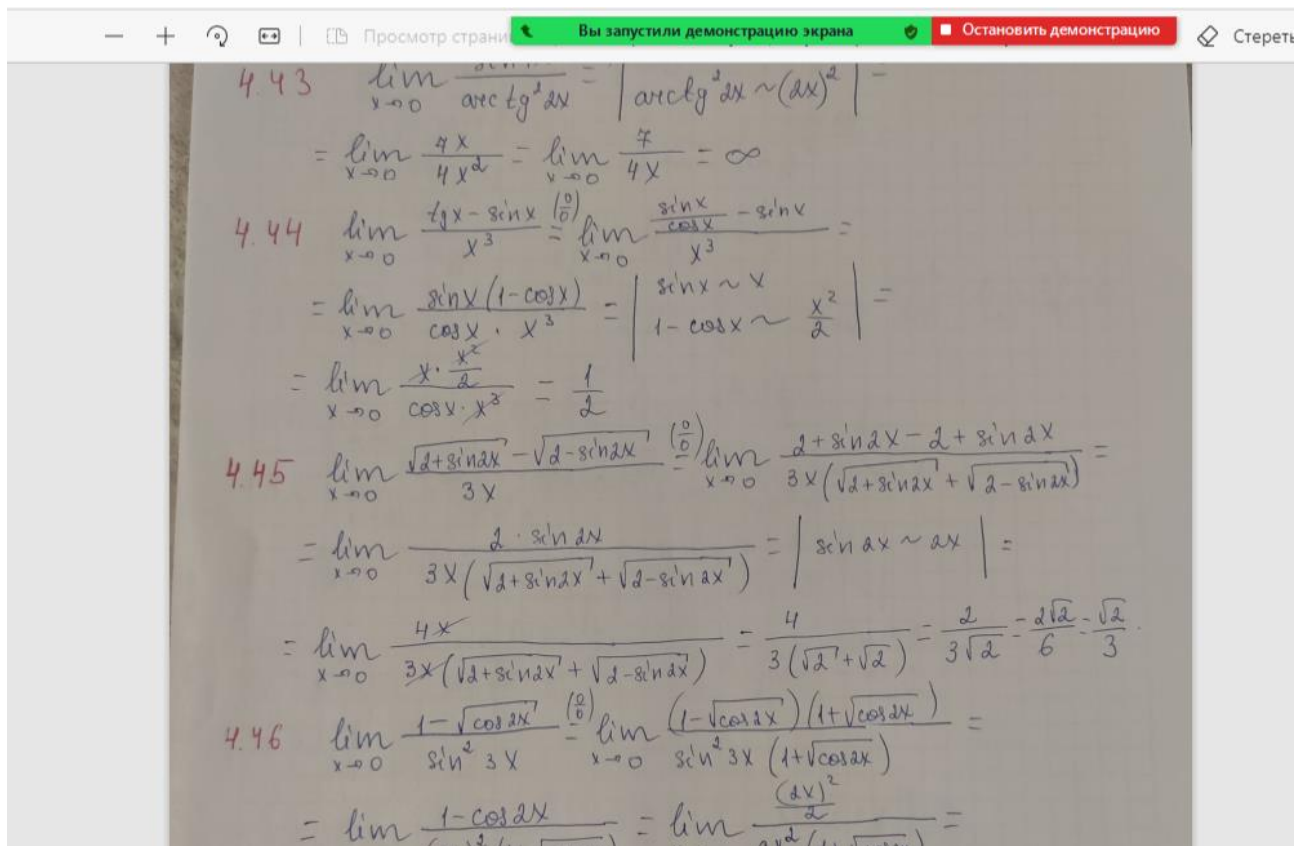 Просмотр страни Вы запустили демонстрацию экрана Остановить демонстрацию Стереть
4.43 lim x→0 / arctg²2x = | arctg²2x ~ (2x)² | =
= lim x→0 7x / 4x² = lim x→0 7 / 4x = ∞
4.44 lim x→0 (tgx - sinx) / x³ (0/0) = lim x→0 (sinx/cosx - sinx) / x³ =
= lim x→0 sinx(1-cosx) / (cosx · x³) = | sinx ~ x 1-cosx ~ x²/2 | =
= lim x→0 (x · x²/2) / (cosx · x³) = 1/2
4.45 lim x→0 (√(2+sin2x) - √(2-sin2x)) / 3x (0/0) = lim x→0 (2+sin2x-2+sin2x) / (3x(√(2+sin2x) + √(2-sin2x))) =
= lim x→0 2 · sin2x / (3x(√(2+sin2x) + √(2-sin2x))) = | sin2x ~ 2x | =
= lim x→0 4x / (3x(√(2+sin2x) + √(2-sin2x))) = 4 / (3(√2+√2)) = 2 / 3√2 = 2√2 / 6 = √2 / 3.
4.46 lim x→0 (1-√cos2x) / sin²3x (0/0) = lim x→0 (1-√cos2x)(1+√cos2x) / (sin²3x(1+√cos2x)) =
= lim 1-cos2x = lim (2x)²/2 =